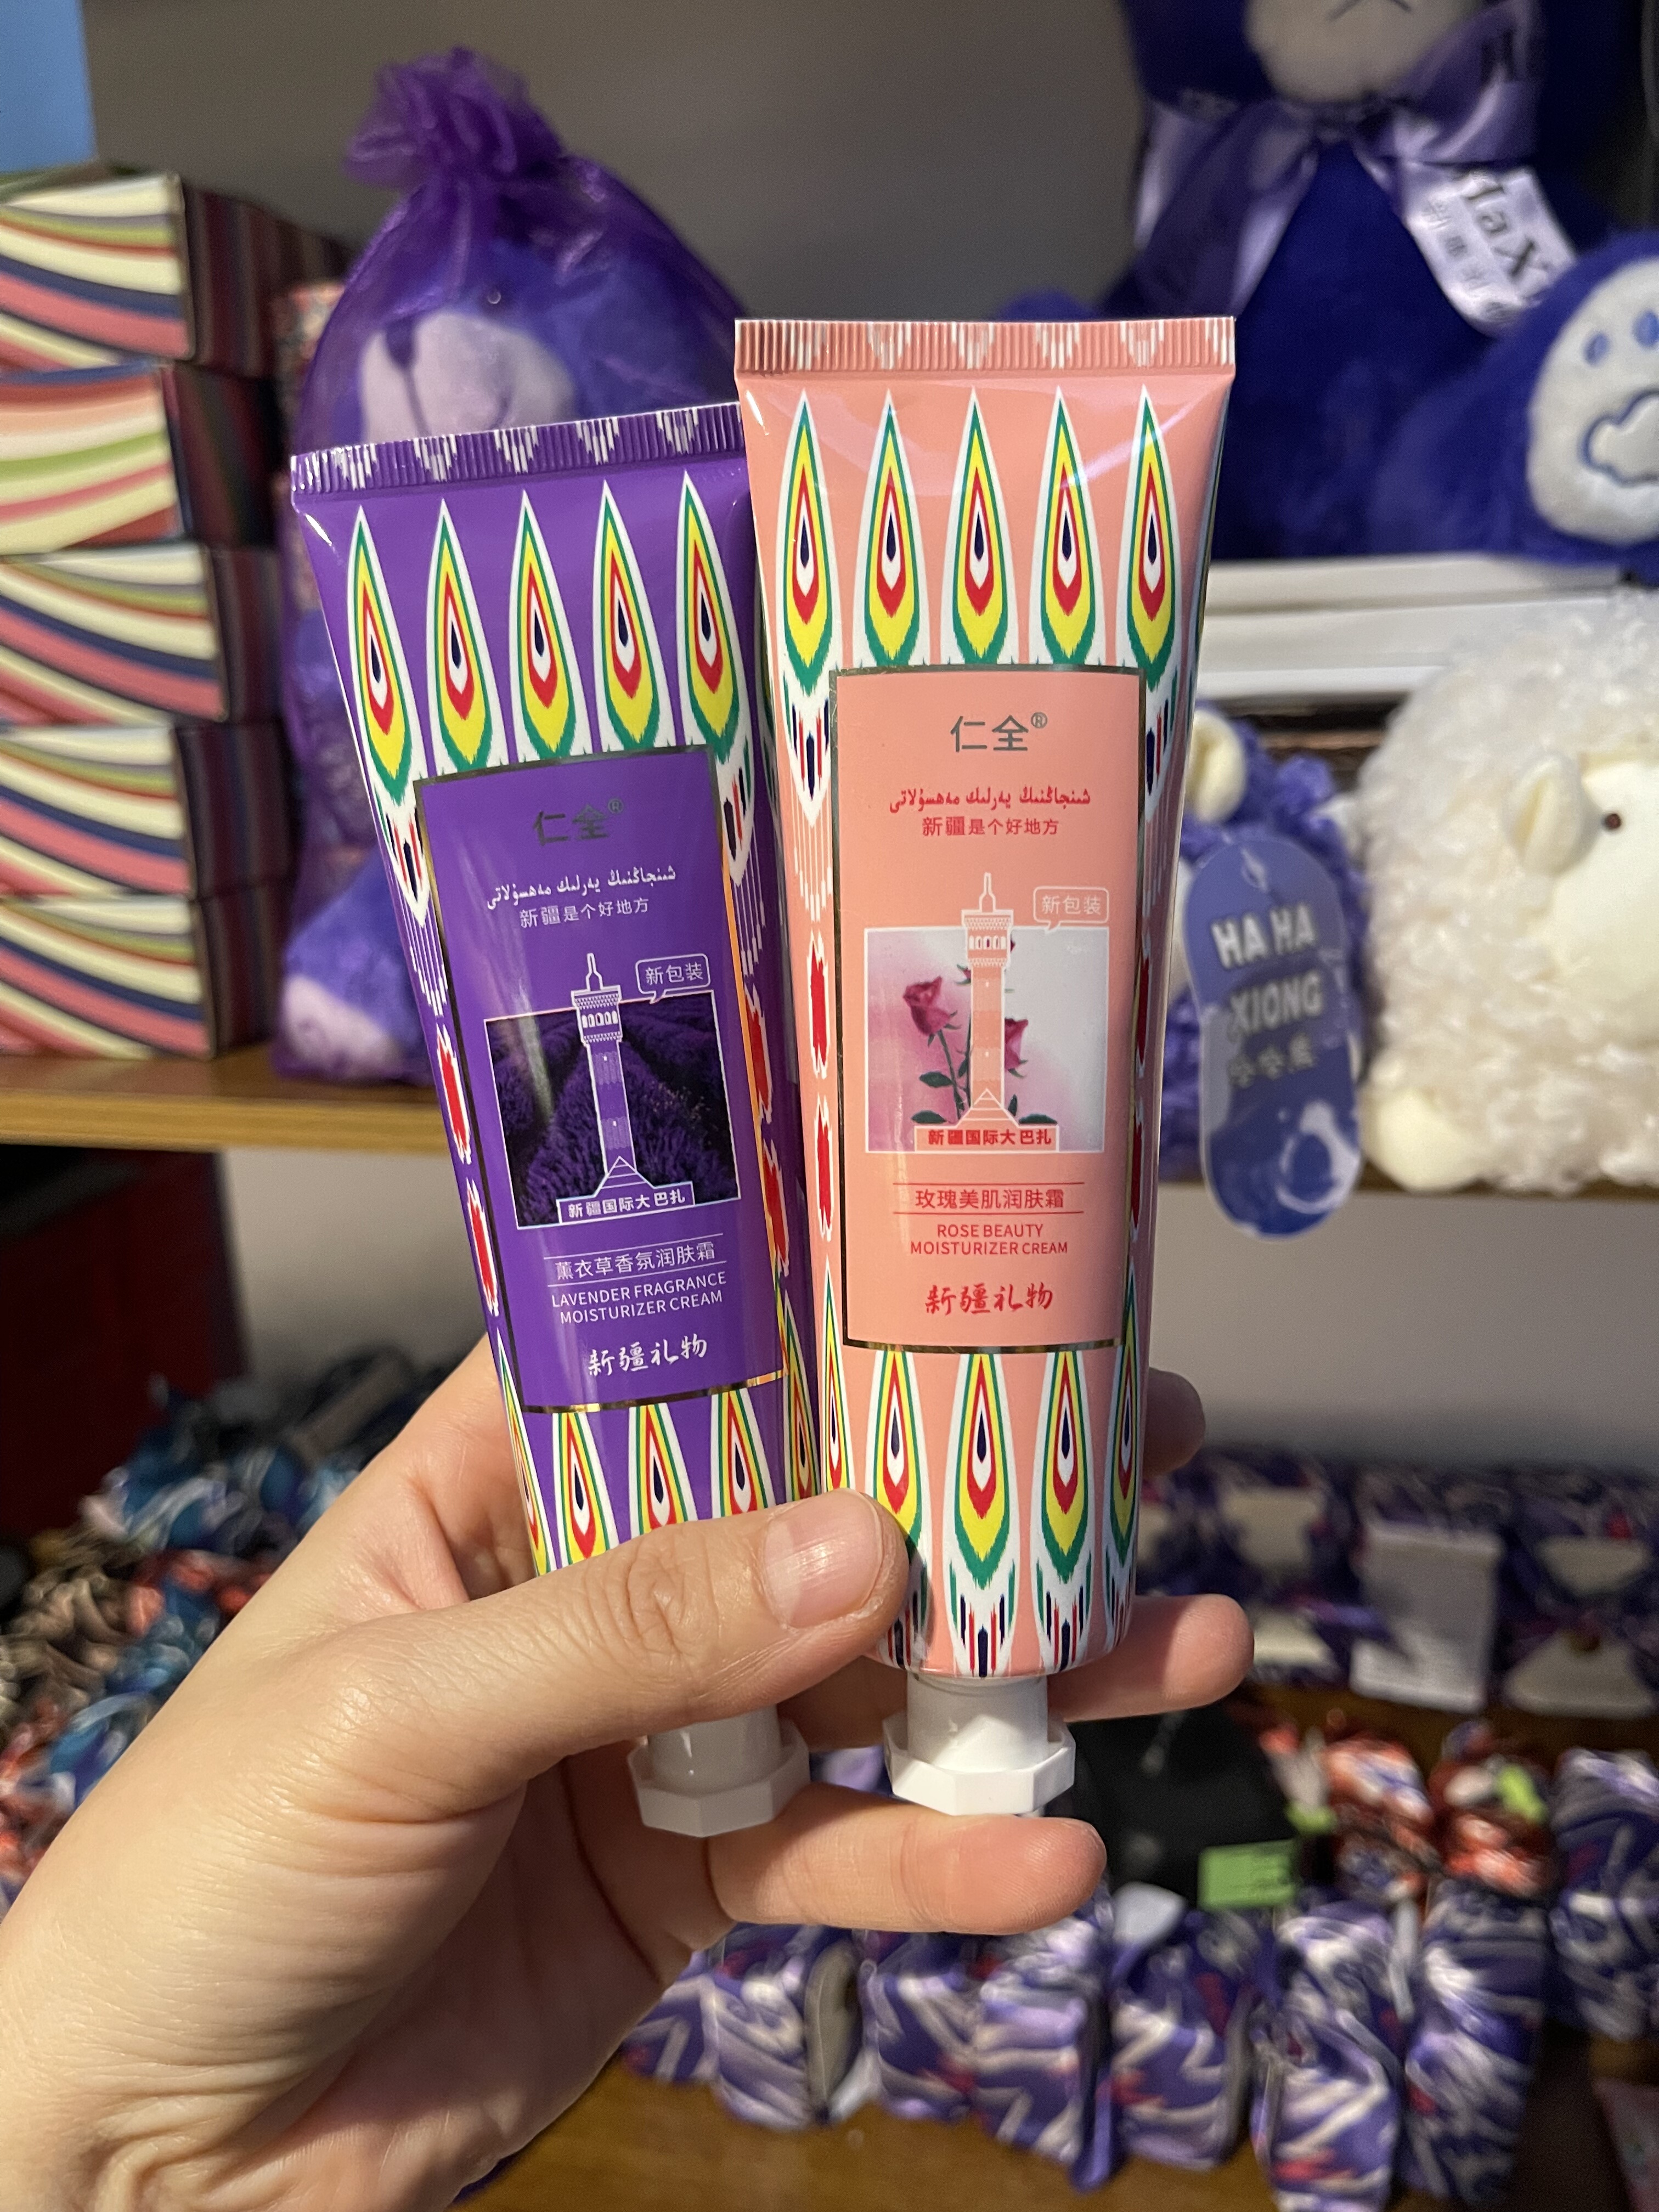 仁全®
شىنجاڭنىڭ يەرلىك مەھسۇلاتى
新疆是个好地方
新包装
新疆国际大巴扎
薰衣草香氛润肤霜
LAVENDER FRAGRANCE
MOISTURIZER CREAM
新疆礼物
仁全®
شىنجاڭنىڭ يەرلىك مەھسۇلاتى
新疆是个好地方
新包装
新疆国际大巴扎
玫瑰美肌润肤霜
ROSE BEAUTY
MOISTURIZER CREAM
新疆礼物
HA HA
XIONG
哈哈熊